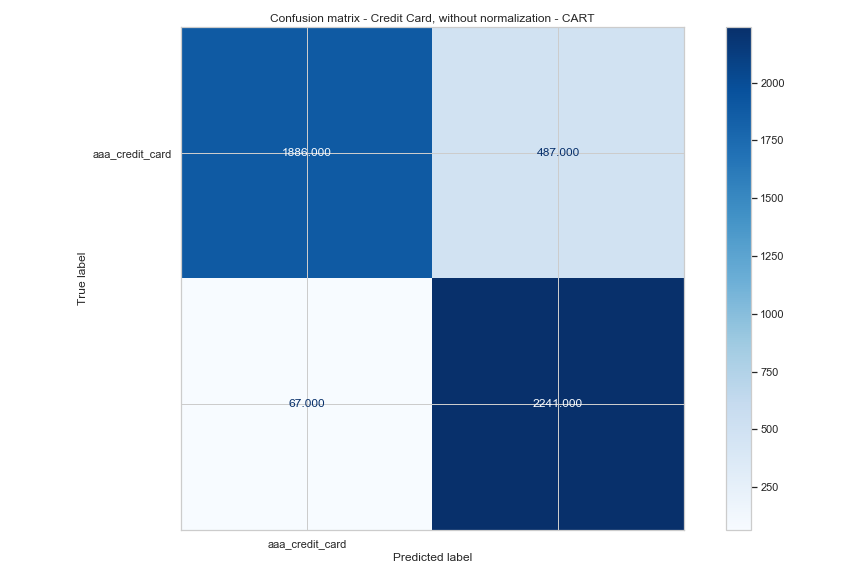 Confusion matrix - Credit Card, without normalization - CART
aaa_credit_card
1886.000
487.000
True label
67.000
2241.000
aaa_credit_card
Predicted label
2000
1750
1500
1250
1000
750
500
250